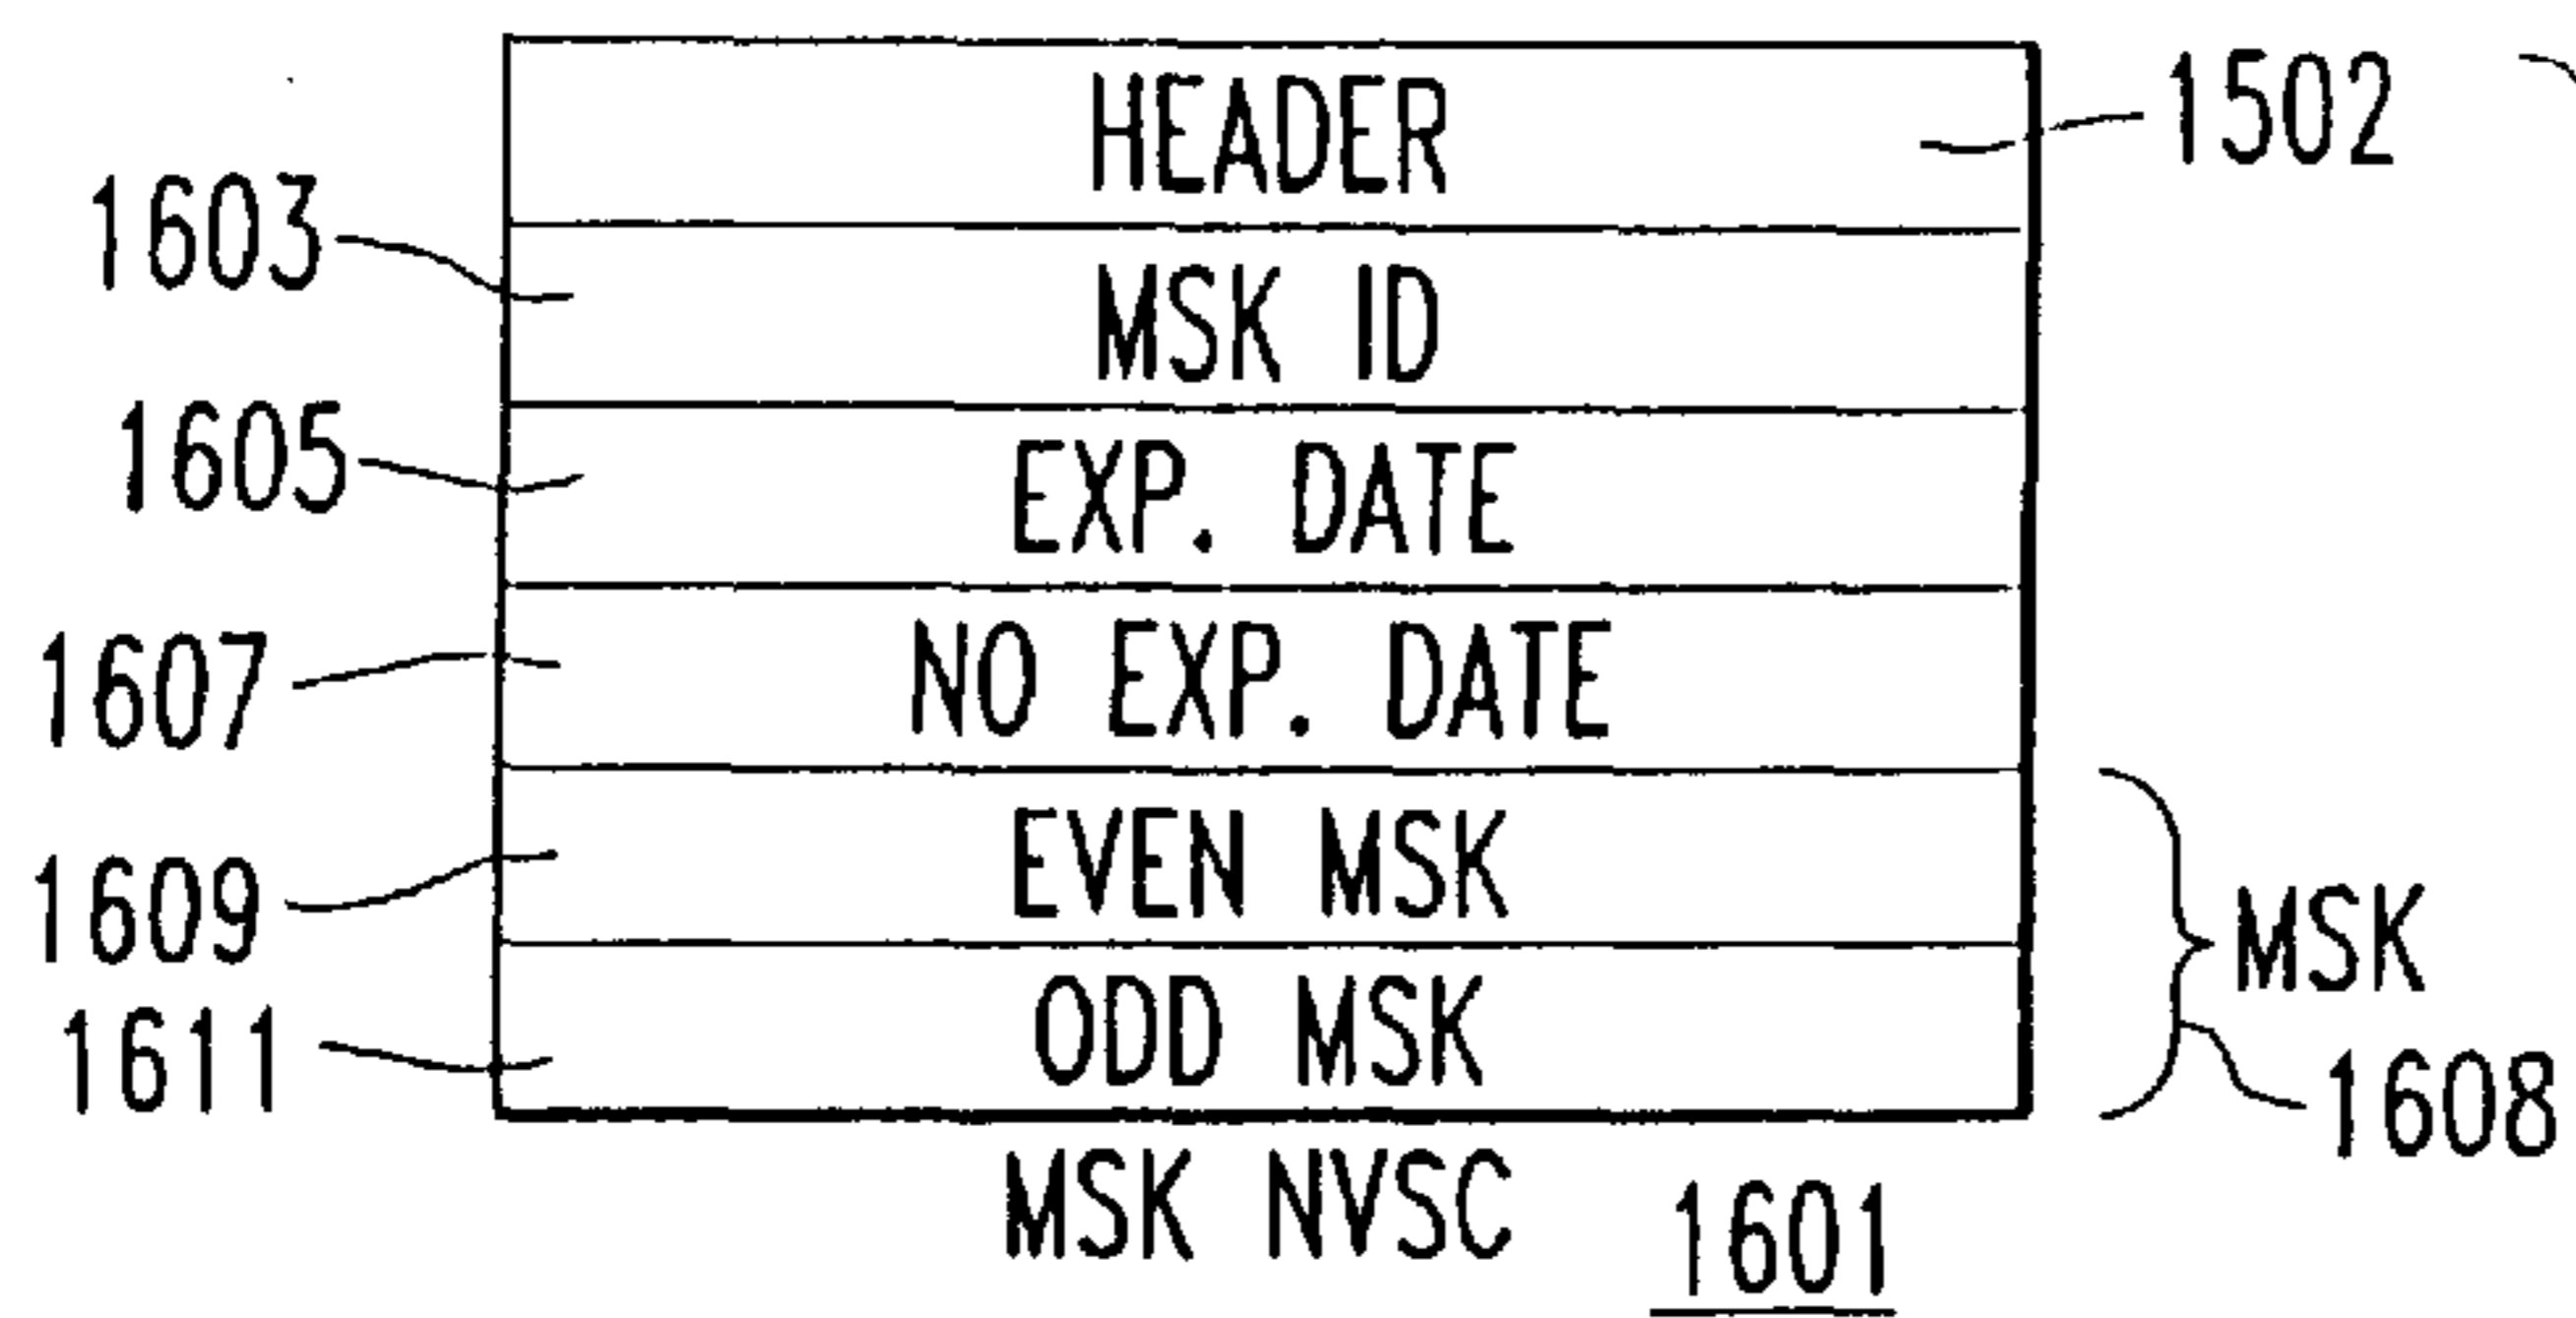 HEADER 1502
1603 MSK ID
1605 EXP. DATE
1607 NO EXP. DATE
1609 EVEN MSK
MSK
1611 ODD MSK
1608
MSK NVSC 1601